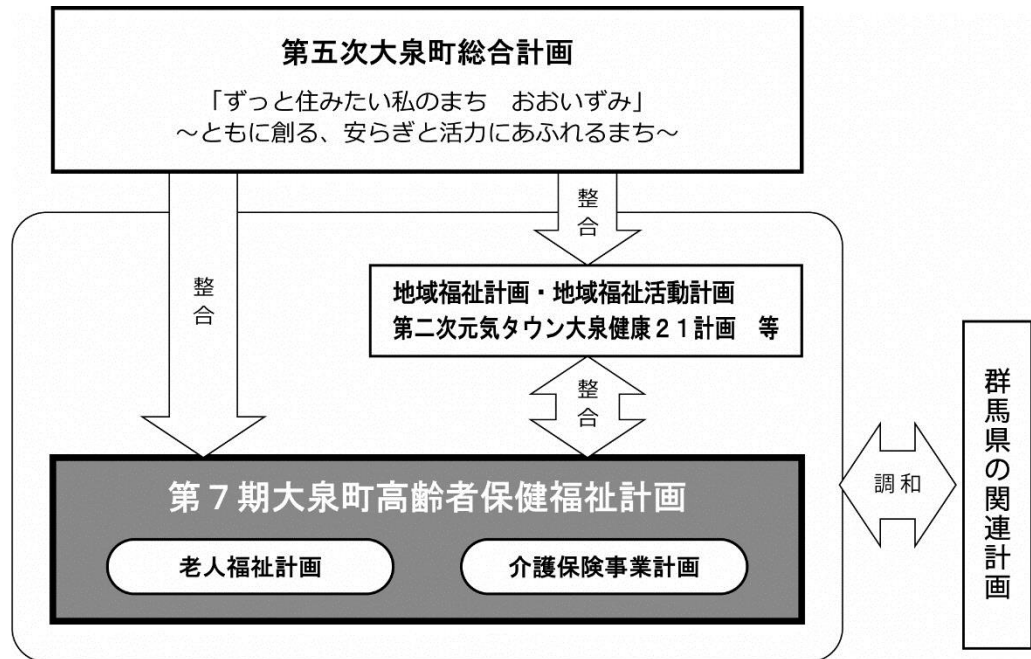 第五次大泉町総合計画
「ずっと住みたい私のまち　おおいずみ」
～ともに創る、安らぎと活力にあふれるまち～
整合
整合
地域福祉計画・地域福祉活動計画
第二次元気タウン大泉健康２１計画　等
整合
第７期大泉町高齢者保健福祉計画
老人福祉計画
介護保険事業計画
調和
群馬県の関連計画